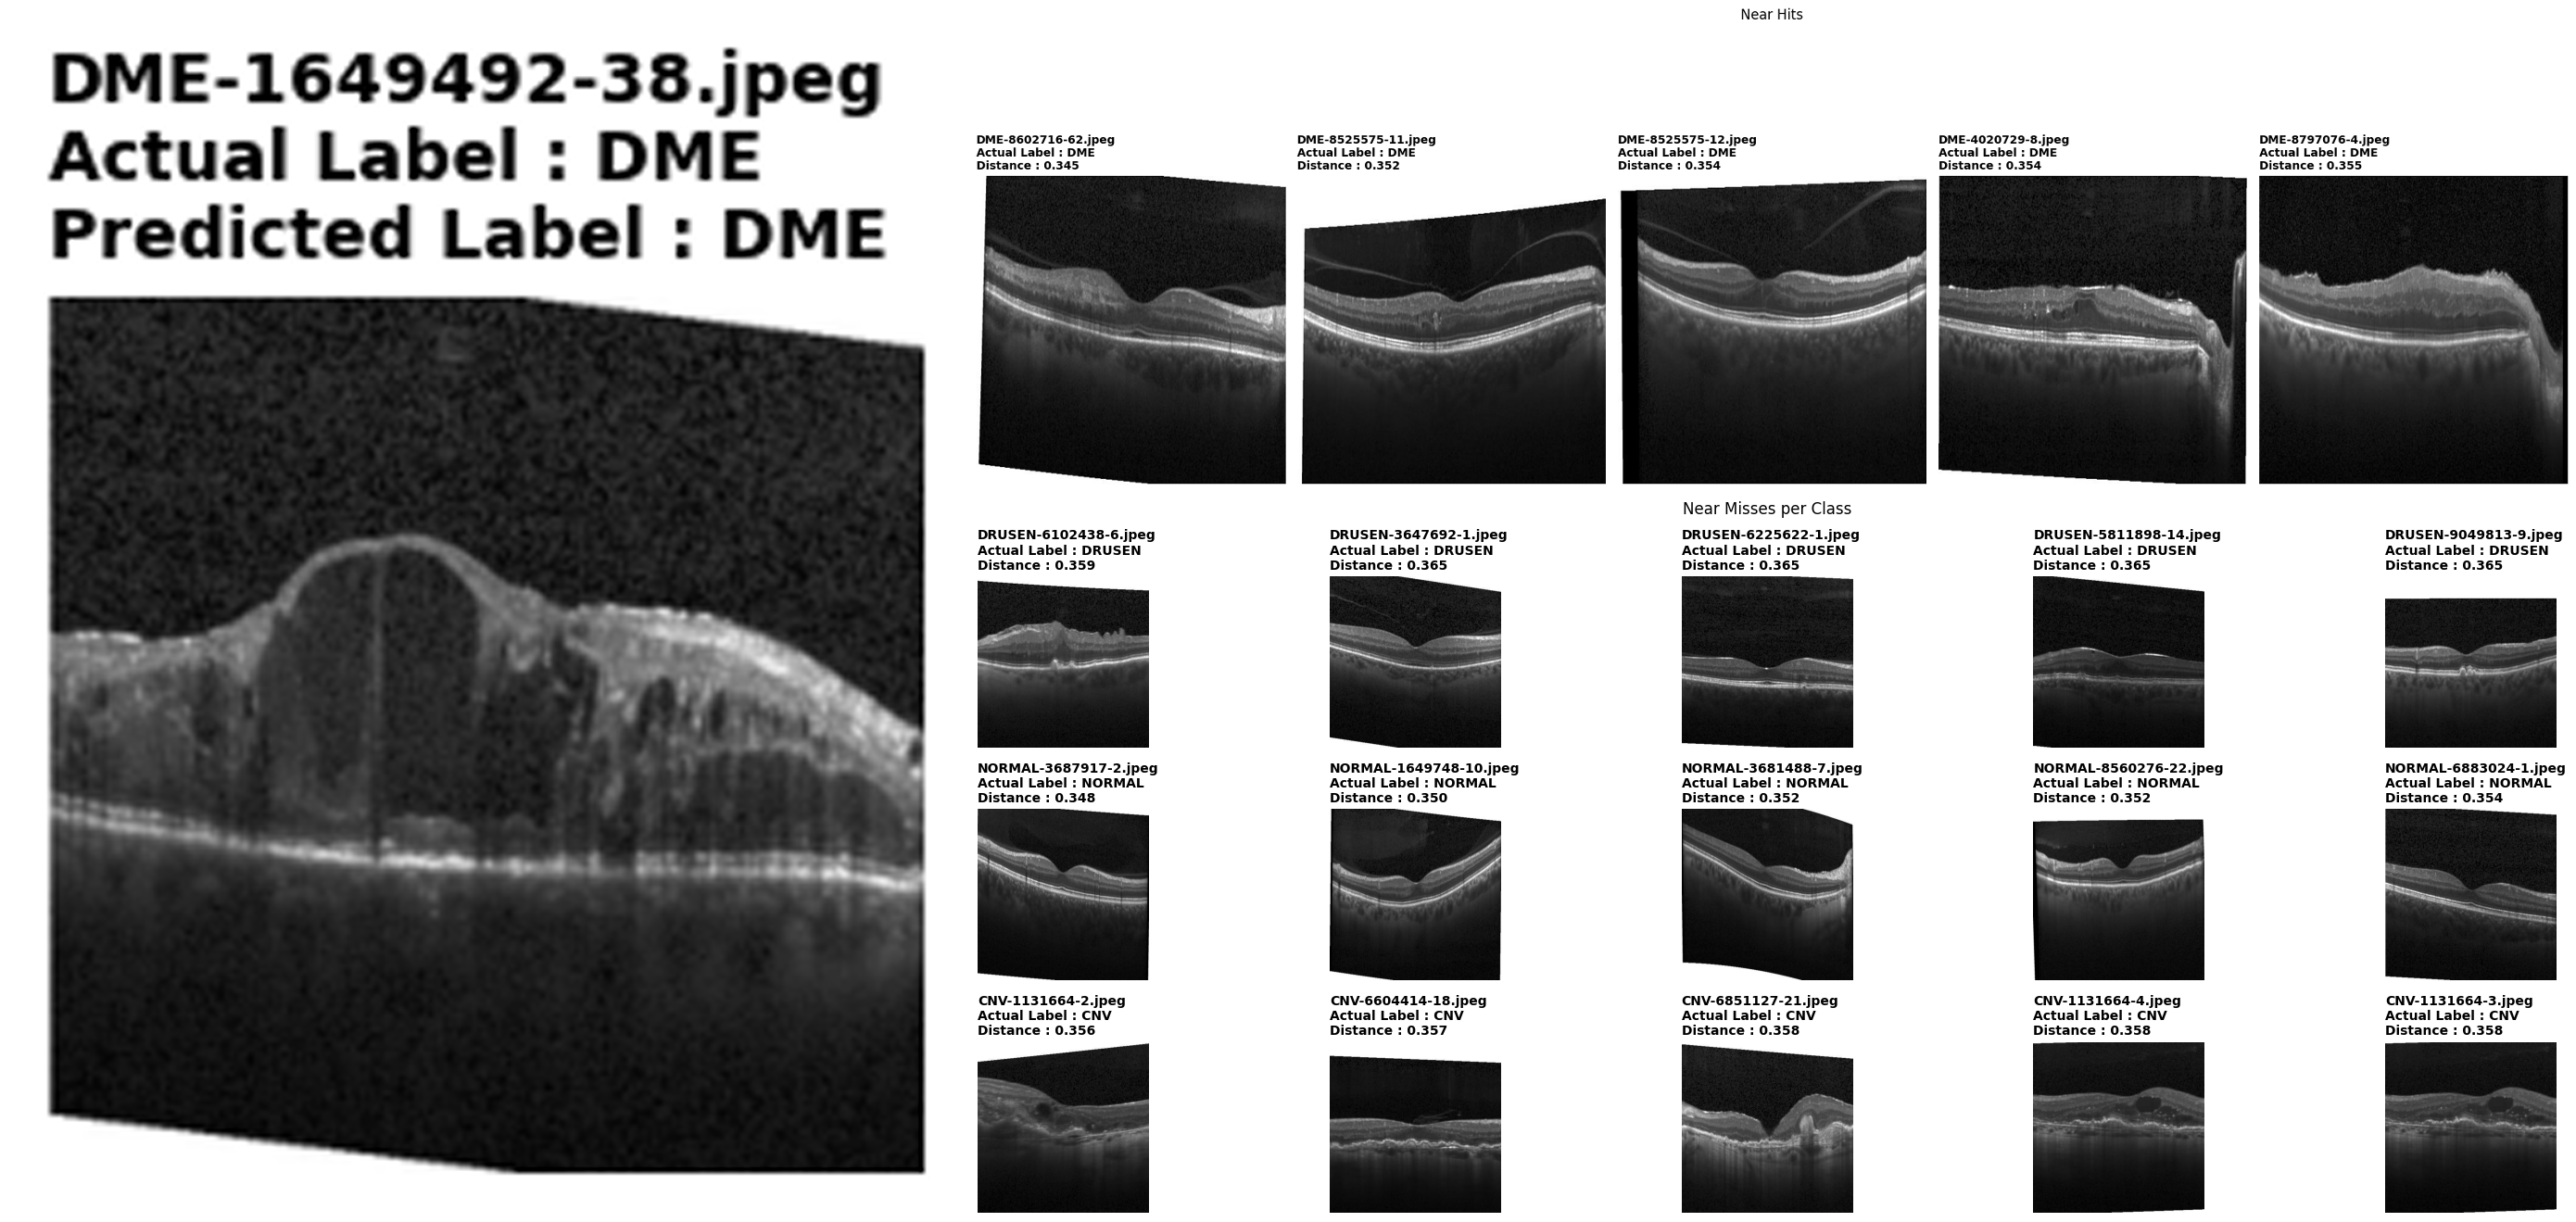 DME-1649492-38.jpeg
Actual Label : DME
Predicted Label : DME
Near Hits
DME-8602716-62.jpeg
Actual Label : DME
Distance : 0.345
DME-8525575-11.jpeg
Actual Label : DME
Distance : 0.352
DME-8525575-12.jpeg
Actual Label : DME
Distance : 0.354
DME-4020729-8.jpeg
Actual Label : DME
Distance : 0.354
DME-8797076-4.jpeg
Actual Label : DME
Distance : 0.355
Near Misses per Class
DRUSEN-6102438-6.jpeg
Actual Label : DRUSEN
Distance : 0.359
DRUSEN-3647692-1.jpeg
Actual Label : DRUSEN
Distance : 0.365
DRUSEN-6225622-1.jpeg
Actual Label : DRUSEN
Distance : 0.365
DRUSEN-5811898-14.jpeg
Actual Label : DRUSEN
Distance : 0.365
DRUSEN-9049813-9.jpeg
Actual Label : DRUSEN
Distance : 0.365
NORMAL-3687917-2.jpeg
Actual Label : NORMAL
Distance : 0.348
NORMAL-1649748-10.jpeg
Actual Label : NORMAL
Distance : 0.350
NORMAL-3681488-7.jpeg
Actual Label : NORMAL
Distance : 0.352
NORMAL-8560276-22.jpeg
Actual Label : NORMAL
Distance : 0.352
NORMAL-6883024-1.jpeg
Actual Label : NORMAL
Distance : 0.354
CNV-1131664-2.jpeg
Actual Label : CNV
Distance : 0.356
CNV-6604414-18.jpeg
Actual Label : CNV
Distance : 0.357
CNV-6851127-21.jpeg
Actual Label : CNV
Distance : 0.358
CNV-1131664-4.jpeg
Actual Label : CNV
Distance : 0.358
CNV-1131664-3.jpeg
Actual Label : CNV
Distance : 0.358